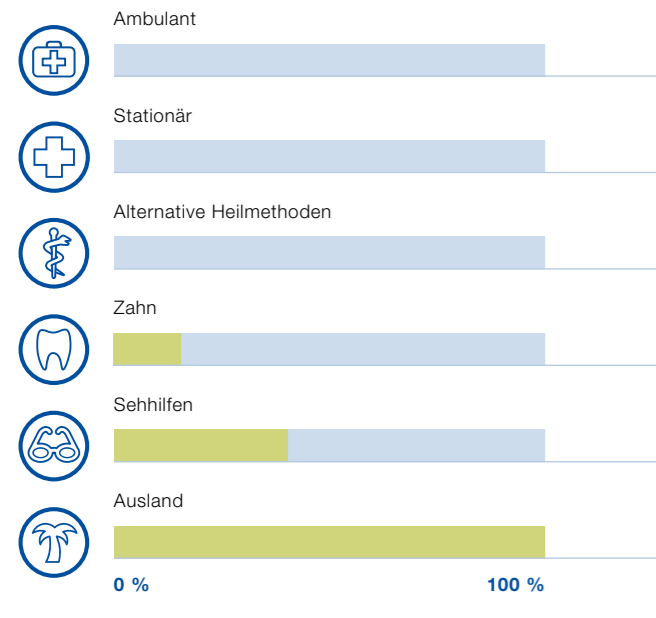 Ambulant
Stationär
Alternative Heilmethoden
Zahn
Sehhilfen
Ausland
0 % 100 %